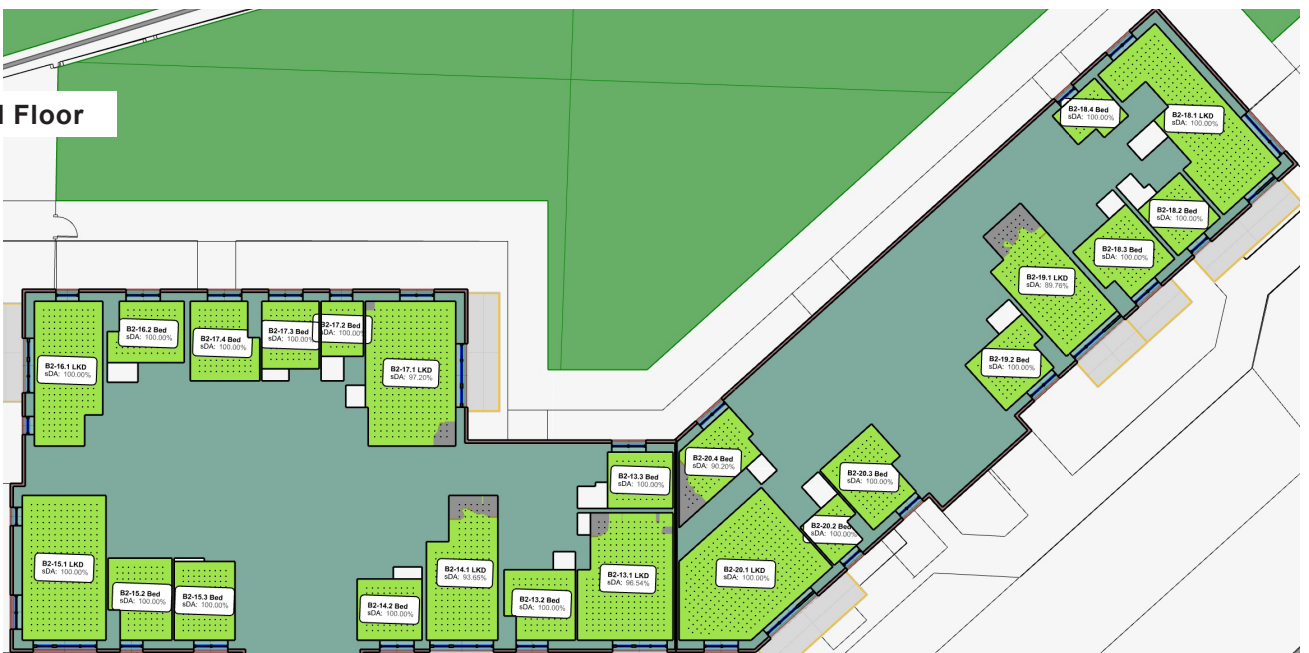 Floor
B2-18.4 Bed
sDA: 100.00%
B2-18.1 LKD
sDA: 100.00%
B2-18.2 Bed
sDA: 100.00%
B2-18.3 Bed
sDA: 100.00%
B2-19.1 LKD
sDA: 89.76%
B2-16.2 Bed
sDA: 100.00%
B2-17.4 Bed
sDA: 100.00%
B2-17.3 Bed
sDA: 100.00%
B2-17.2 Bed
sDA: 100.00%
B2-16.1 LKD
sDA: 100.00%
B2-17.1 LKD
sDA: 97.20%
B2-19.2 Bed
sDA: 100.00%
B2-20.4 Bed
sDA: 90.20%
B2-13.3 Bed
sDA: 100.00%
B2-20.3 Bed
sDA: 100.00%
B2-20.2 Bed
sDA: 100.00%
B2-15.1 LKD
sDA: 100.00%
B2-14.1 LKD
sDA: 93.65%
B2-13.1 LKD
sDA: 96.54%
B2-20.1 LKD
sDA: 100.00%
B2-15.2 Bed
sDA: 100.00%
B2-15.3 Bed
sDA: 100.00%
B2-14.2 Bed
sDA: 100.00%
B2-13.2 Bed
sDA: 100.00%